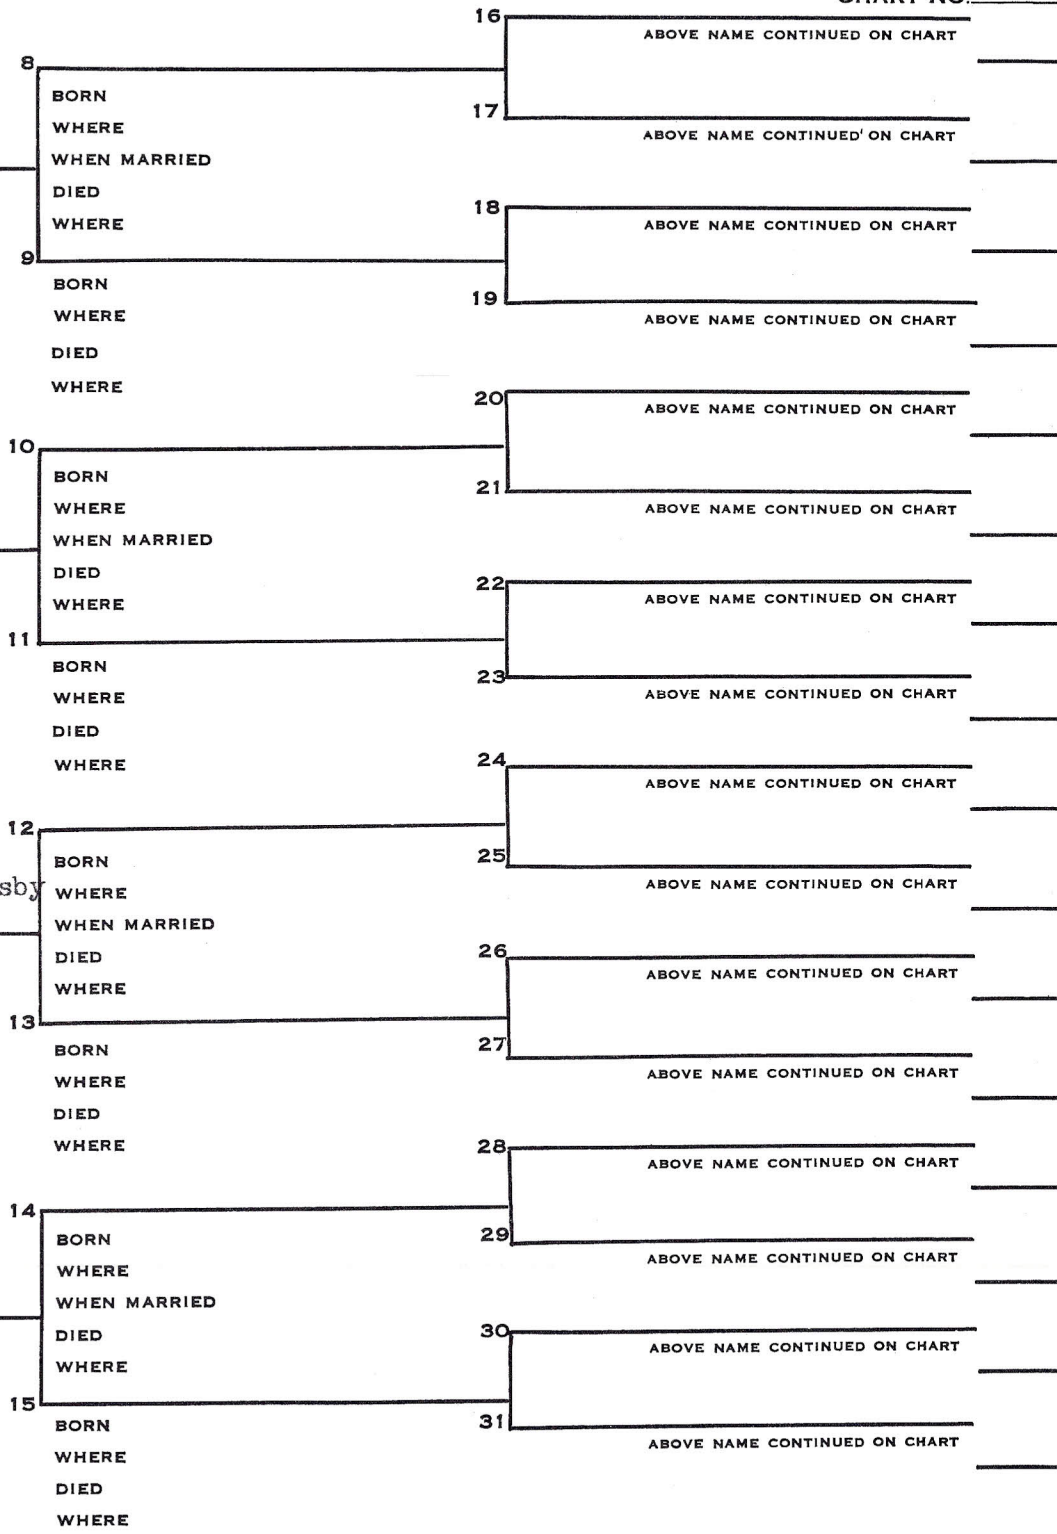 CHART NO.
16
ABOVE NAME CONTINUED ON CHART
8
BORN
17
WHERE
ABOVE NAME CONTINUED' ON CHART
WHEN MARRIED
DIED
18
WHERE
ABOVE NAME CONTINUED ON CHART
9
BORN
19
WHERE
ABOVE NAME CONTINUED ON CHART
DIED
WHERE
20
ABOVE NAME CONTINUED ON CHART
10
BORN
21
WHERE
ABOVE NAME CONTINUED ON CHART
WHEN MARRIED
DIED
22
WHERE
ABOVE NAME CONTINUED ON CHART
11
BORN
23
WHERE
ABOVE NAME CONTINUED ON CHART
DIED
WHERE
24
ABOVE NAME CONTINUED ON CHART
12
BORN
25
sby
WHERE
ABOVE NAME CONTINUED ON CHART
WHEN MARRIED
DIED
26
WHERE
ABOVE NAME CONTINUED ON CHART
13
BORN
27
WHERE
ABOVE NAME CONTINUED ON CHART
DIED
WHERE
28
ABOVE NAME CONTINUED ON CHART
14
BORN
29
WHERE
ABOVE NAME CONTINUED ON CHART
WHEN MARRIED
DIED
30
WHERE
ABOVE NAME CONTINUED ON CHART
15
BORN
31
WHERE
ABOVE NAME CONTINUED ON CHART
DIED
WHERE